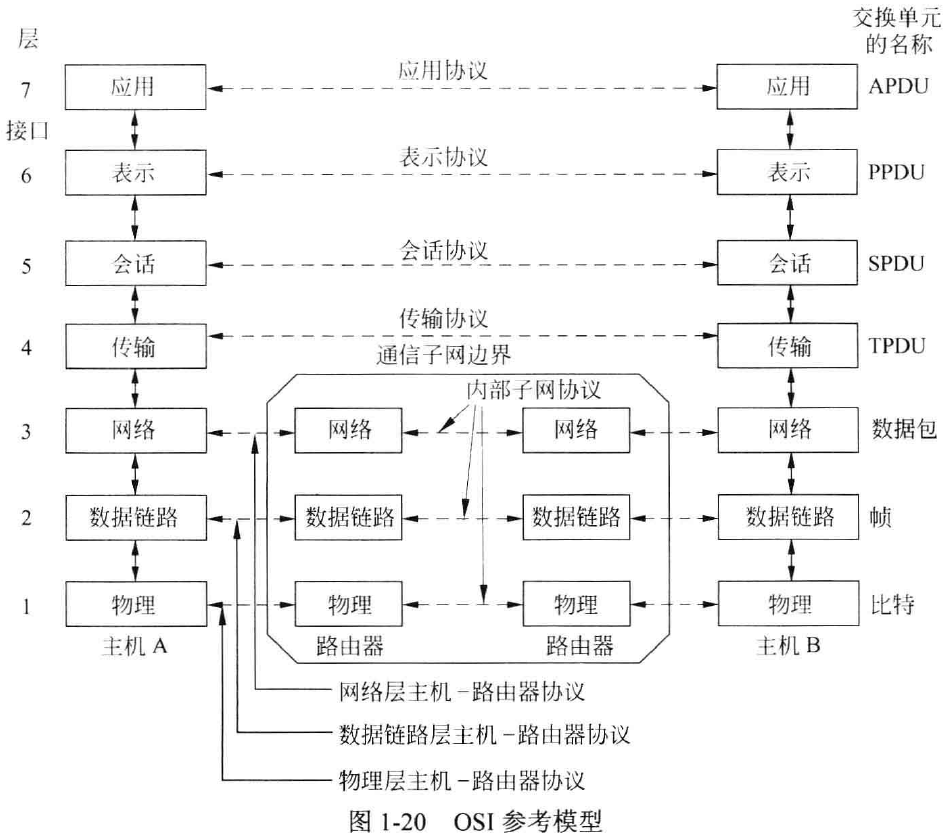 层
交换单元
的名称
7
应用
应用协议
应用
APDU
接口
6
表示
表示协议
表示
PPDU
5
会话
会话协议
会话
SPDU
4
传输
传输协议
传输
TPDU
通信子网边界
内部子网协议
3
网络
网络
网络
网络
数据包
2
数据链路
数据链路
数据链路
数据链路
帧
1
物理
物理
物理
物理
比特
主机 A
路由器
路由器
主机 B
网络层主机-路由器协议
数据链路层主机-路由器协议
物理层主机-路由器协议
图 1-20 OSI 参考模型